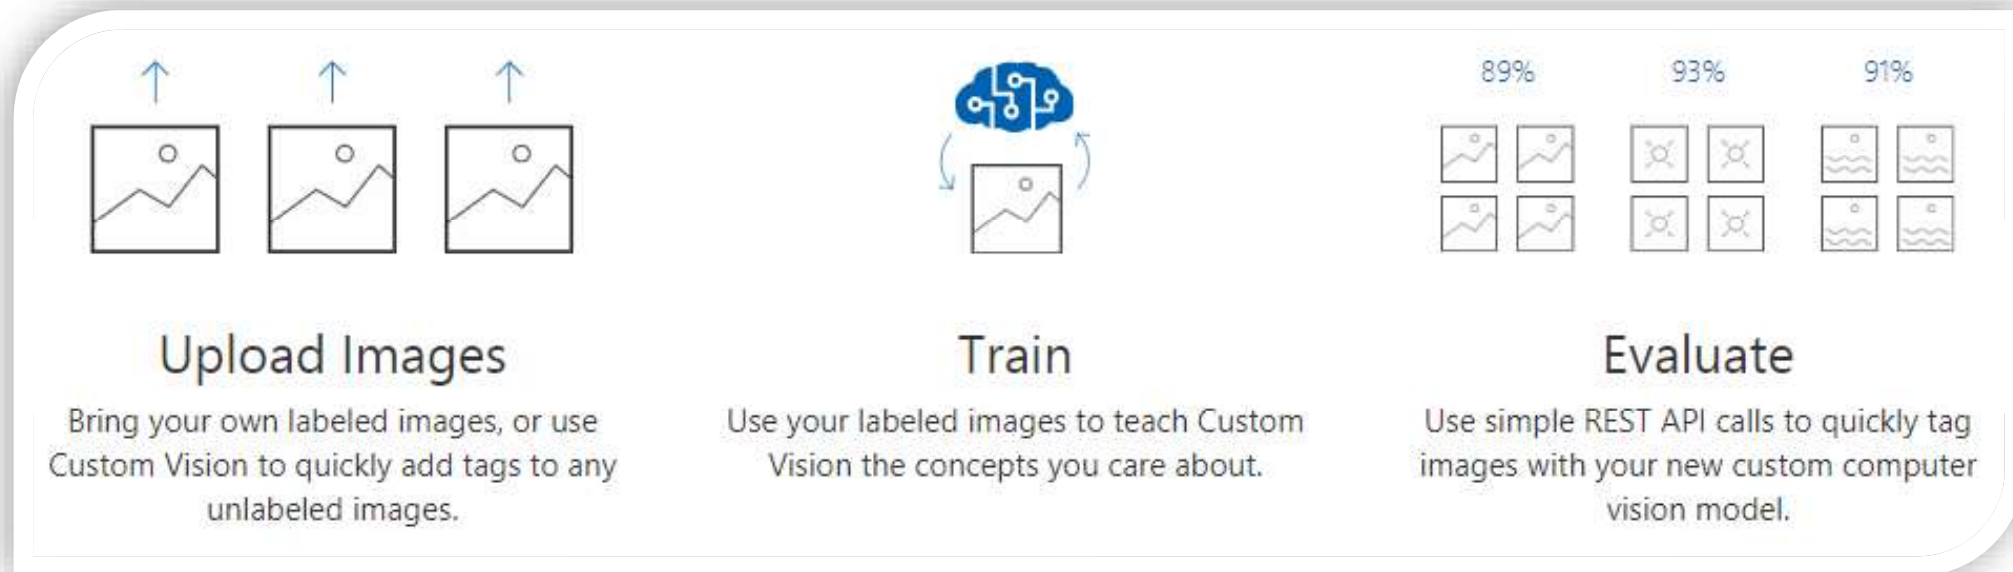 89% 93% 91%
Upload Images
Bring your own labeled images, or use
Custom Vision to quickly add tags to any
unlabeled images.
Train
Use your labeled images to teach Custom
Vision the concepts you care about.
Evaluate
Use simple REST API calls to quickly tag
images with your new custom computer
vision model.